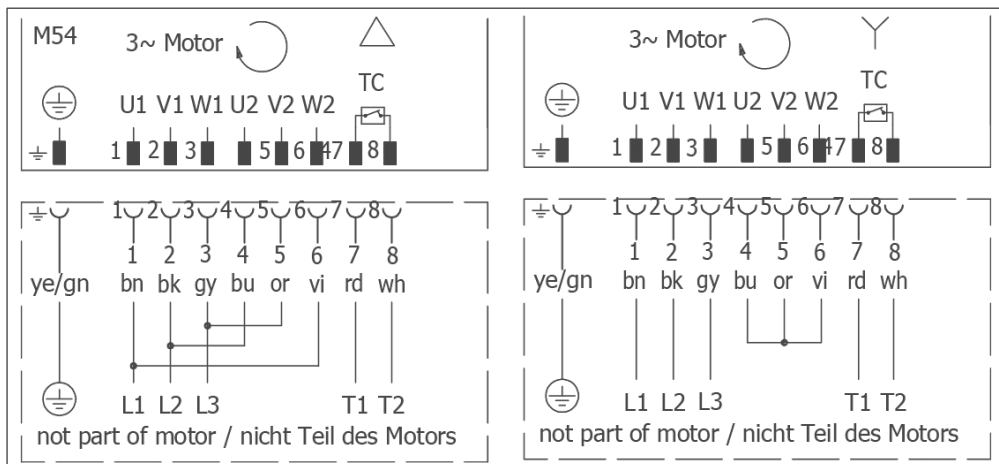 M54
3~ Motor
TC
U1 V1 W1 U2 V2 W2
1 2 3 5 6 47 8
1 2 3 4 5 6 7 8
1 2 3 4 5 6 7 8
ye/gn bn bk gy bu or vi rd wh
L1 L2 L3 T1 T2
not part of motor / nicht Teil des Motors
3~ Motor
TC
U1 V1 W1 U2 V2 W2
1 2 3 5 6 47 8
1 2 3 4 5 6 7 8
1 2 3 4 5 6 7 8
ye/gn bn bk gy bu or vi rd wh
L1 L2 L3 T1 T2
not part of motor / nicht Teil des Motors